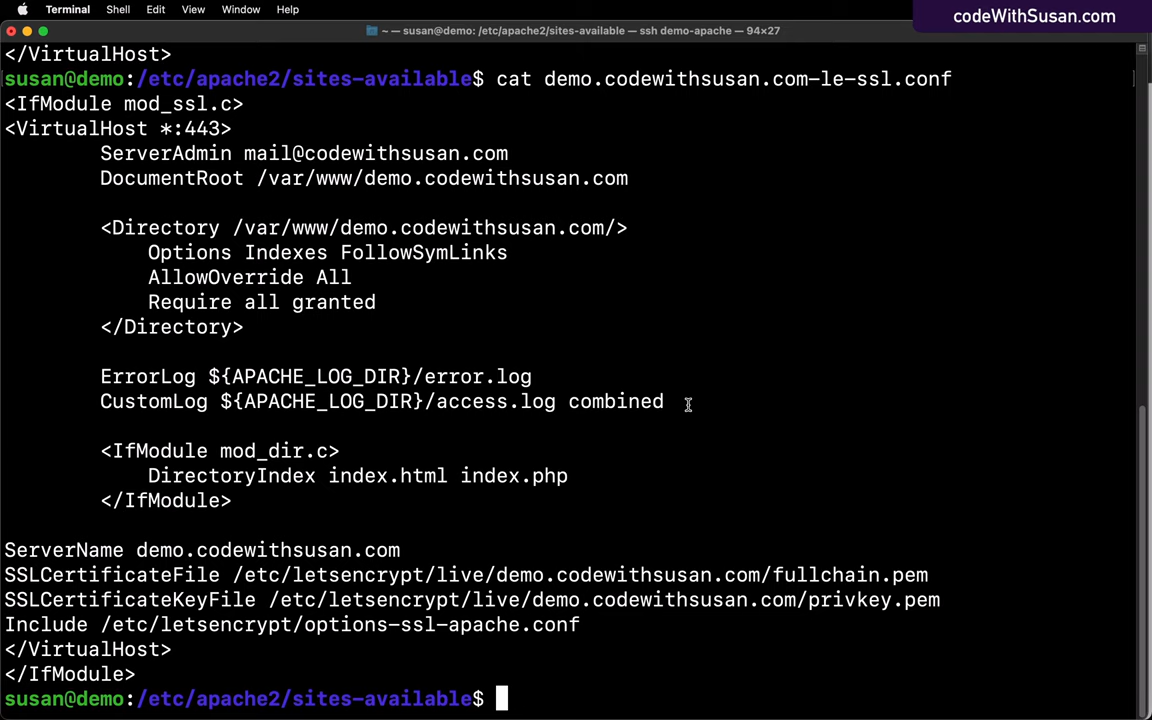 Terminal Shell Edit View Window Help
codeWithSusan.com
~ — susan@demo: /etc/apache2/sites-available — ssh demo-apache — 94×27
</VirtualHost>
susan@demo:/etc/apache2/sites-available$ cat demo.codewithsusan.com-le-ssl.conf
<IfModule mod_ssl.c>
<VirtualHost *:443>
        ServerAdmin mail@codewithsusan.com
        DocumentRoot /var/www/demo.codewithsusan.com
        <Directory /var/www/demo.codewithsusan.com/>
            Options Indexes FollowSymLinks
            AllowOverride All
            Require all granted
        </Directory>
        ErrorLog ${APACHE_LOG_DIR}/error.log
        CustomLog ${APACHE_LOG_DIR}/access.log combined
        <IfModule mod_dir.c>
            DirectoryIndex index.html index.php
        </IfModule>
ServerName demo.codewithsusan.com
SSLCertificateFile /etc/letsencrypt/live/demo.codewithsusan.com/fullchain.pem
SSLCertificateKeyFile /etc/letsencrypt/live/demo.codewithsusan.com/privkey.pem
Include /etc/letsencrypt/options-ssl-apache.conf
</VirtualHost>
</IfModule>
susan@demo:/etc/apache2/sites-available$